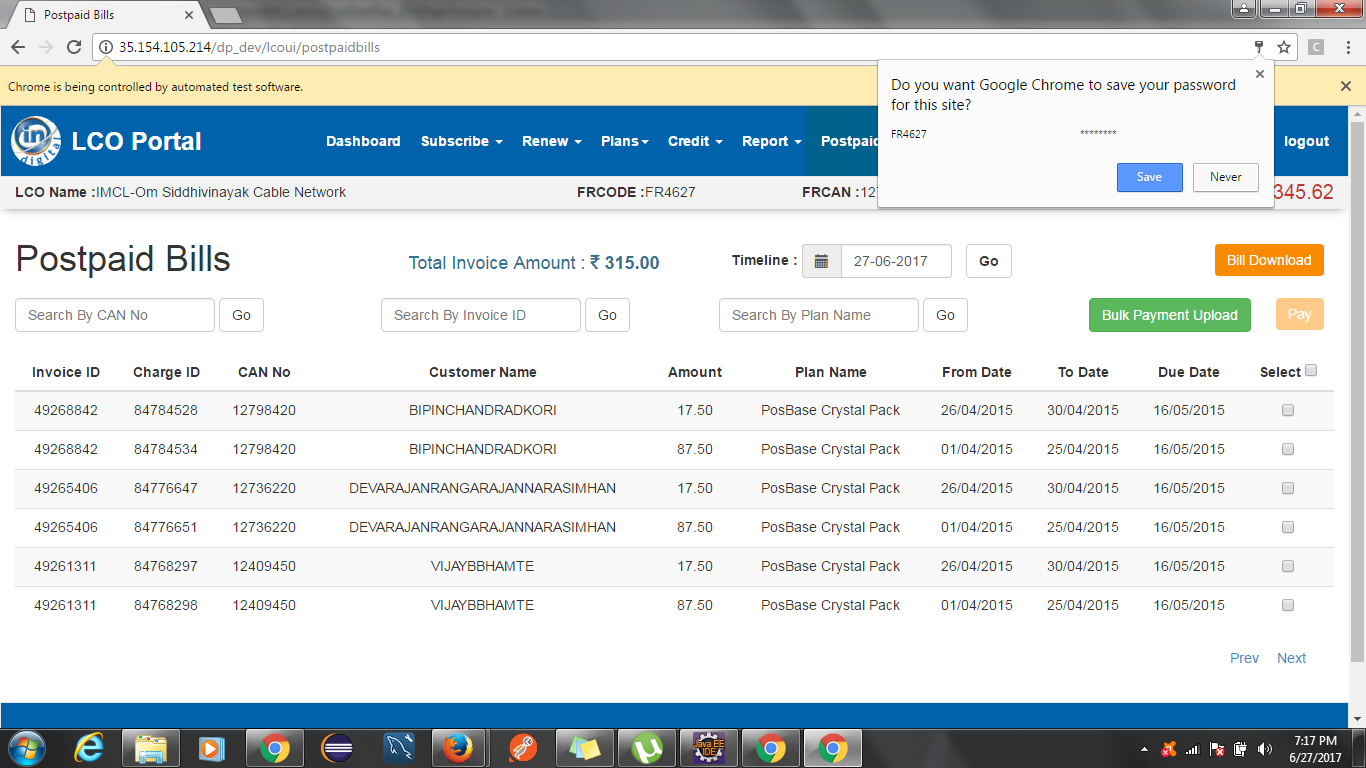 Postpaid Bills
35.154.105.214/dp_dev/lcoui/postpaidbills
C
Chrome is being controlled by automated test software.
Do you want Google Chrome to save your password
for this site?
FR4627 ********
Save Never
in
digital
LCO Portal Dashboard Subscribe Renew Plans Credit Report Postpaid logout
LCO Name :IMCL-Om Siddhivinayak Cable Network FRCODE :FR4627 FRCAN :127 345.62
Postpaid Bills Total Invoice Amount : ₹ 315.00 Timeline : 27-06-2017 Go Bill Download
Search By CAN No Go Search By Invoice ID Go Search By Plan Name Go Bulk Payment Upload Pay
Invoice ID Charge ID CAN No Customer Name Amount Plan Name From Date To Date Due Date Select
49268842 84784528 12798420 BIPINCHANDRADKORI 17.50 PosBase Crystal Pack 26/04/2015 30/04/2015 16/05/2015
49268842 84784534 12798420 BIPINCHANDRADKORI 87.50 PosBase Crystal Pack 01/04/2015 25/04/2015 16/05/2015
49265406 84776647 12736220 DEVARAJANRANGARAJANNARASIMHAN 17.50 PosBase Crystal Pack 26/04/2015 30/04/2015 16/05/2015
49265406 84776651 12736220 DEVARAJANRANGARAJANNARASIMHAN 87.50 PosBase Crystal Pack 01/04/2015 25/04/2015 16/05/2015
49261311 84768297 12409450 VIJAYBBHAMTE 17.50 PosBase Crystal Pack 26/04/2015 30/04/2015 16/05/2015
49261311 84768298 12409450 VIJAYBBHAMTE 87.50 PosBase Crystal Pack 01/04/2015 25/04/2015 16/05/2015
Prev Next
Java EE
IDE
7:17 PM
6/27/2017